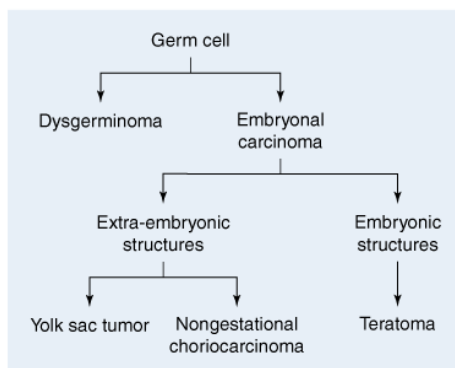 Germ cell
Dysgerminoma
Embryonal
carcinoma
Extra-embryonic
structures
Embryonic
structures
Yolk sac tumor
Nongestational
choriocarcinoma
Teratoma